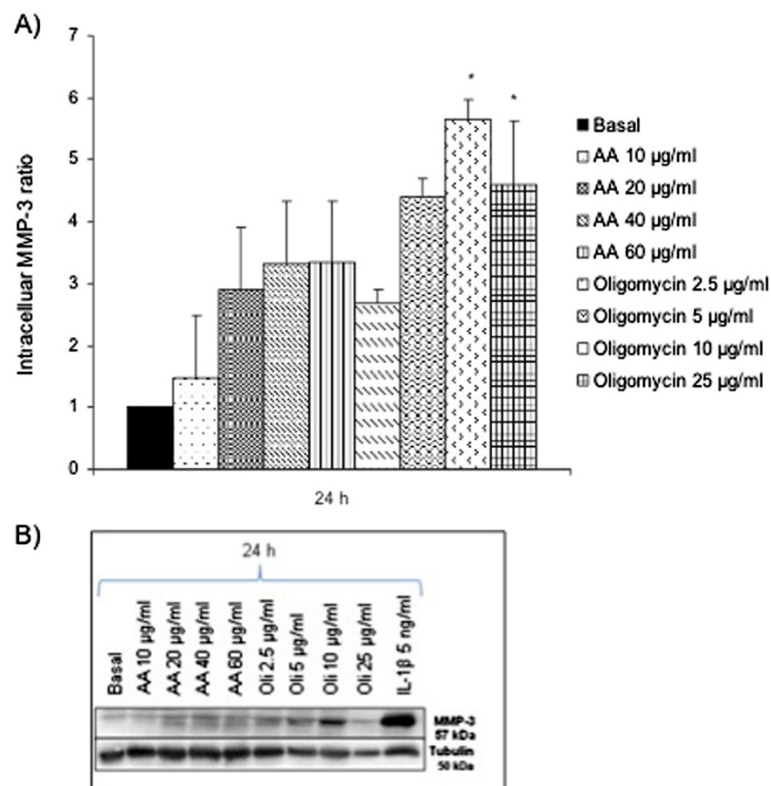 A)
7
6
5
4
3
2
1
0
Intracelluar MMP-3 ratio
* *
24 h
Basal
AA 10 µg/ml
AA 20 µg/ml
AA 40 µg/ml
AA 60 µg/ml
Oligomycin 2.5 µg/ml
Oligomycin 5 µg/ml
Oligomycin 10 µg/ml
Oligomycin 25 µg/ml
B)
24 h
Basal
AA 10 µg/ml
AA 20 µg/ml
AA 40 µg/ml
AA 60 µg/ml
Oli 2.5 µg/ml
Oli 5 µg/ml
Oli 10 µg/ml
Oli 25 µg/ml
IL-1β 5 ng/ml
MMP-3
57 kDa
Tubulin
50 kDa